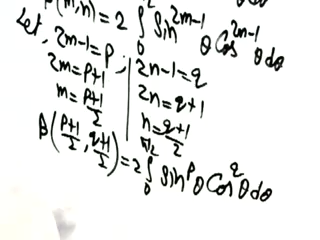 β(m,n) = 2 ∫₀ Sin^{2m-1} θ Cos^{2n-1} θ dθ
Let, 2m-1=p ; 2n-1=q
2m=p+1 2n=q+1
m=p+1/2 n=q+1/2
β(p+1/2, q+1/2) = 2 ∫₀^{π/2} Sin^p θ Cos^q θ dθ